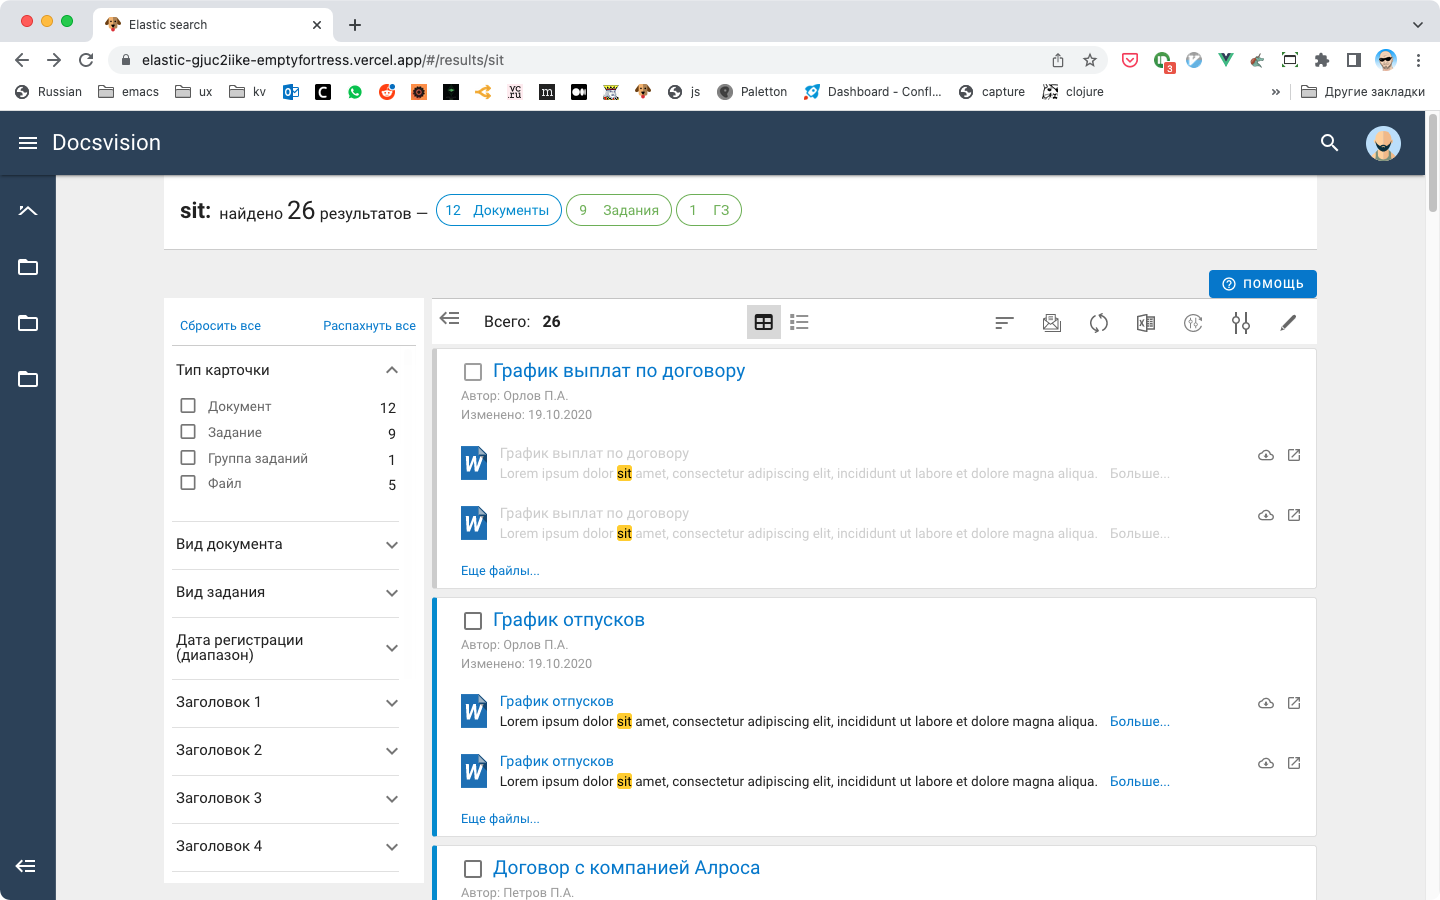 Elastic search
elastic-gjuc2iike-emptyfortress.vercel.app/#/results/sit
3
Russian emacs ux kv vc.ru m js Paletton Dashboard - Confl... capture clojure » Другие закладки
Docsvision
sit: найдено 26 результатов — 12 Документы 9 Задания 1 ГЗ
ПОМОЩЬ
Сбросить все Распахнуть все
Всего: 26
Тип карточки
Документ 12
Задание 9
Группа заданий 1
Файл 5
Вид документа
Вид задания
Дата регистрации
(диапазон)
Заголовок 1
Заголовок 2
Заголовок 3
Заголовок 4
График выплат по договору
Автор: Орлов П.А.
Изменено: 19.10.2020
W График выплат по договору
Lorem ipsum dolor sit amet, consectetur adipiscing elit, incididunt ut labore et dolore magna aliqua. Больше...
W График выплат по договору
Lorem ipsum dolor sit amet, consectetur adipiscing elit, incididunt ut labore et dolore magna aliqua. Больше...
Еще файлы...
График отпусков
Автор: Орлов П.А.
Изменено: 19.10.2020
W График отпусков
Lorem ipsum dolor sit amet, consectetur adipiscing elit, incididunt ut labore et dolore magna aliqua. Больше...
W График отпусков
Lorem ipsum dolor sit amet, consectetur adipiscing elit, incididunt ut labore et dolore magna aliqua. Больше...
Еще файлы...
Договор с компанией Алроса
Автор: Петров П.А.